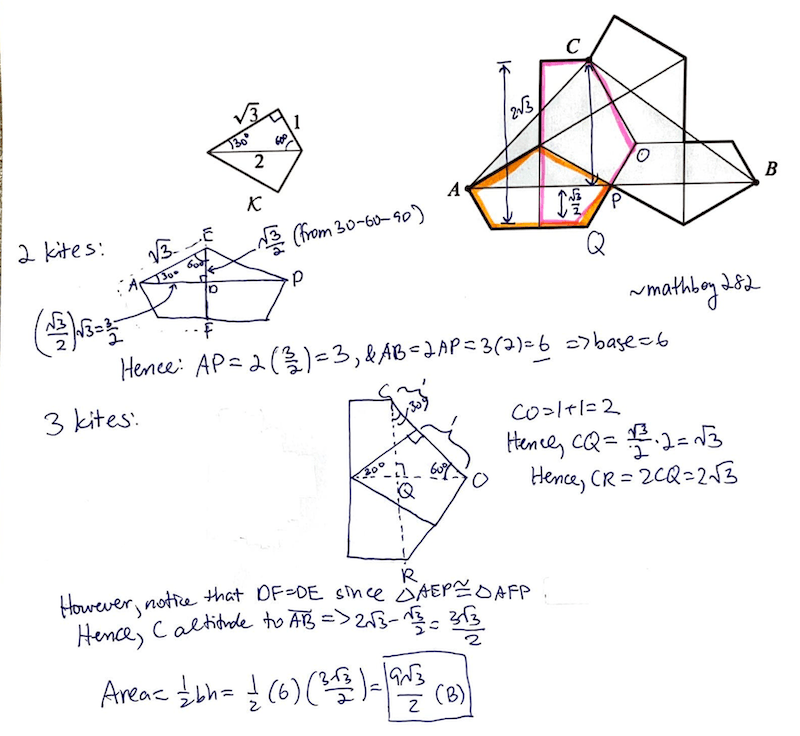 √3
1
30°
60°
2
K
C
2√3
O
A
B
√3/2
P
Q
~mathboy282
2 kites:
√3
E
√3/2 (from 30-60-90)
60°
30°
A
D
P
F
(√3/2)√3=3/2
Hence: AP=2(3/2)=3, & AB=2AP=3(2)=6 => base=6
3 kites:
C
1
30°
1
30°
60°
Q
O
R
CO=1+1=2
Hence, CQ=√3/2·2=√3
Hence, CR=2CQ=2√3
However, notice that DF=DE since △AEP≅△AFP.
Hence, C altitude to AB => 2√3-√3/2=3√3/2
Area=1/2bh=1/2(6)(3√3/2)=9√3/2 (B)